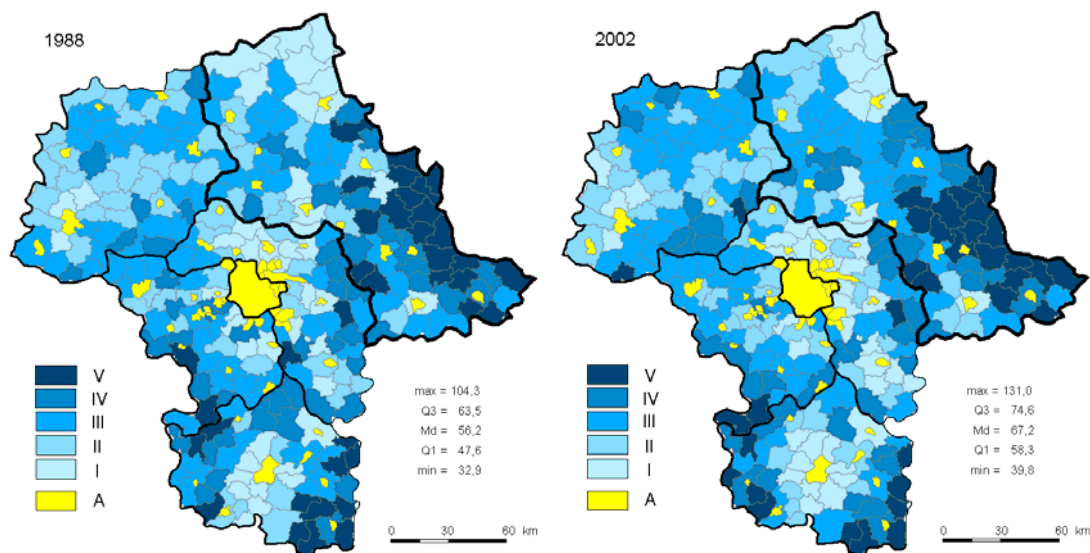 1988
V
IV
III
II
I
A
max = 104,3
Q3 = 63,5
Md = 56,2
Q1 = 47,6
min = 32,9
0 30 60 km
2002
V
IV
III
II
I
A
max = 131,0
Q3 = 74,6
Md = 67,2
Q1 = 58,3
min = 39,8
0 30 60 km